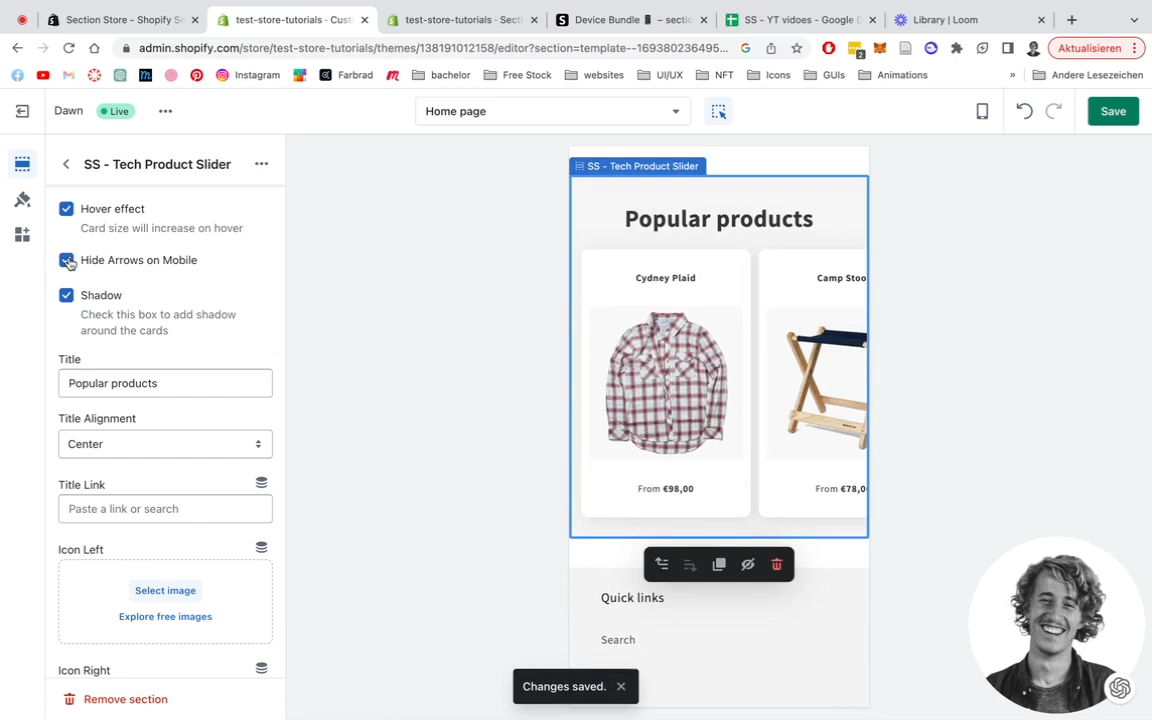 Section Store - Shopify Se
test-store-tutorials · Cust
test-store-tutorials · Secti
Device Bundle 📱 – sectio
SS - YT vidoes - Google D
Library | Loom
admin.shopify.com/store/test-store-tutorials/themes/138191012158/editor?section=template--169380236495...
Aktualisieren
Instagram
Farbrad
bachelor
Free Stock
websites
UI/UX
NFT
Icons
GUIs
Animations
»
Andere Lesezeichen
Dawn
Live
Home page
Save
SS - Tech Product Slider
Hover effect
Card size will increase on hover
Hide Arrows on Mobile
Shadow
Check this box to add shadow
around the cards
Title
Popular products
Title Alignment
Center
Title Link
Paste a link or search
Icon Left
Select image
Explore free images
Icon Right
Remove section
SS - Tech Product Slider
Popular products
Cydney Plaid
Camp Stoo
From €98,00
From €78,0
Quick links
Search
Changes saved.